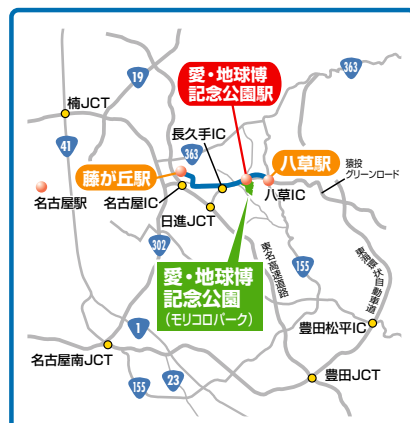 363
19
愛・地球博
記念公園駅
楠JCT
長久手IC
41
363
藤が丘駅
八草駅
猿投
グリーンロード
名古屋駅
名古屋IC
八草IC
日進JCT
302
東名高速道路
155
東海環状自動車道
愛・地球博
記念公園
(モリコロパーク)
1
豊田松平IC
名古屋南JCT
155
23
豊田JCT